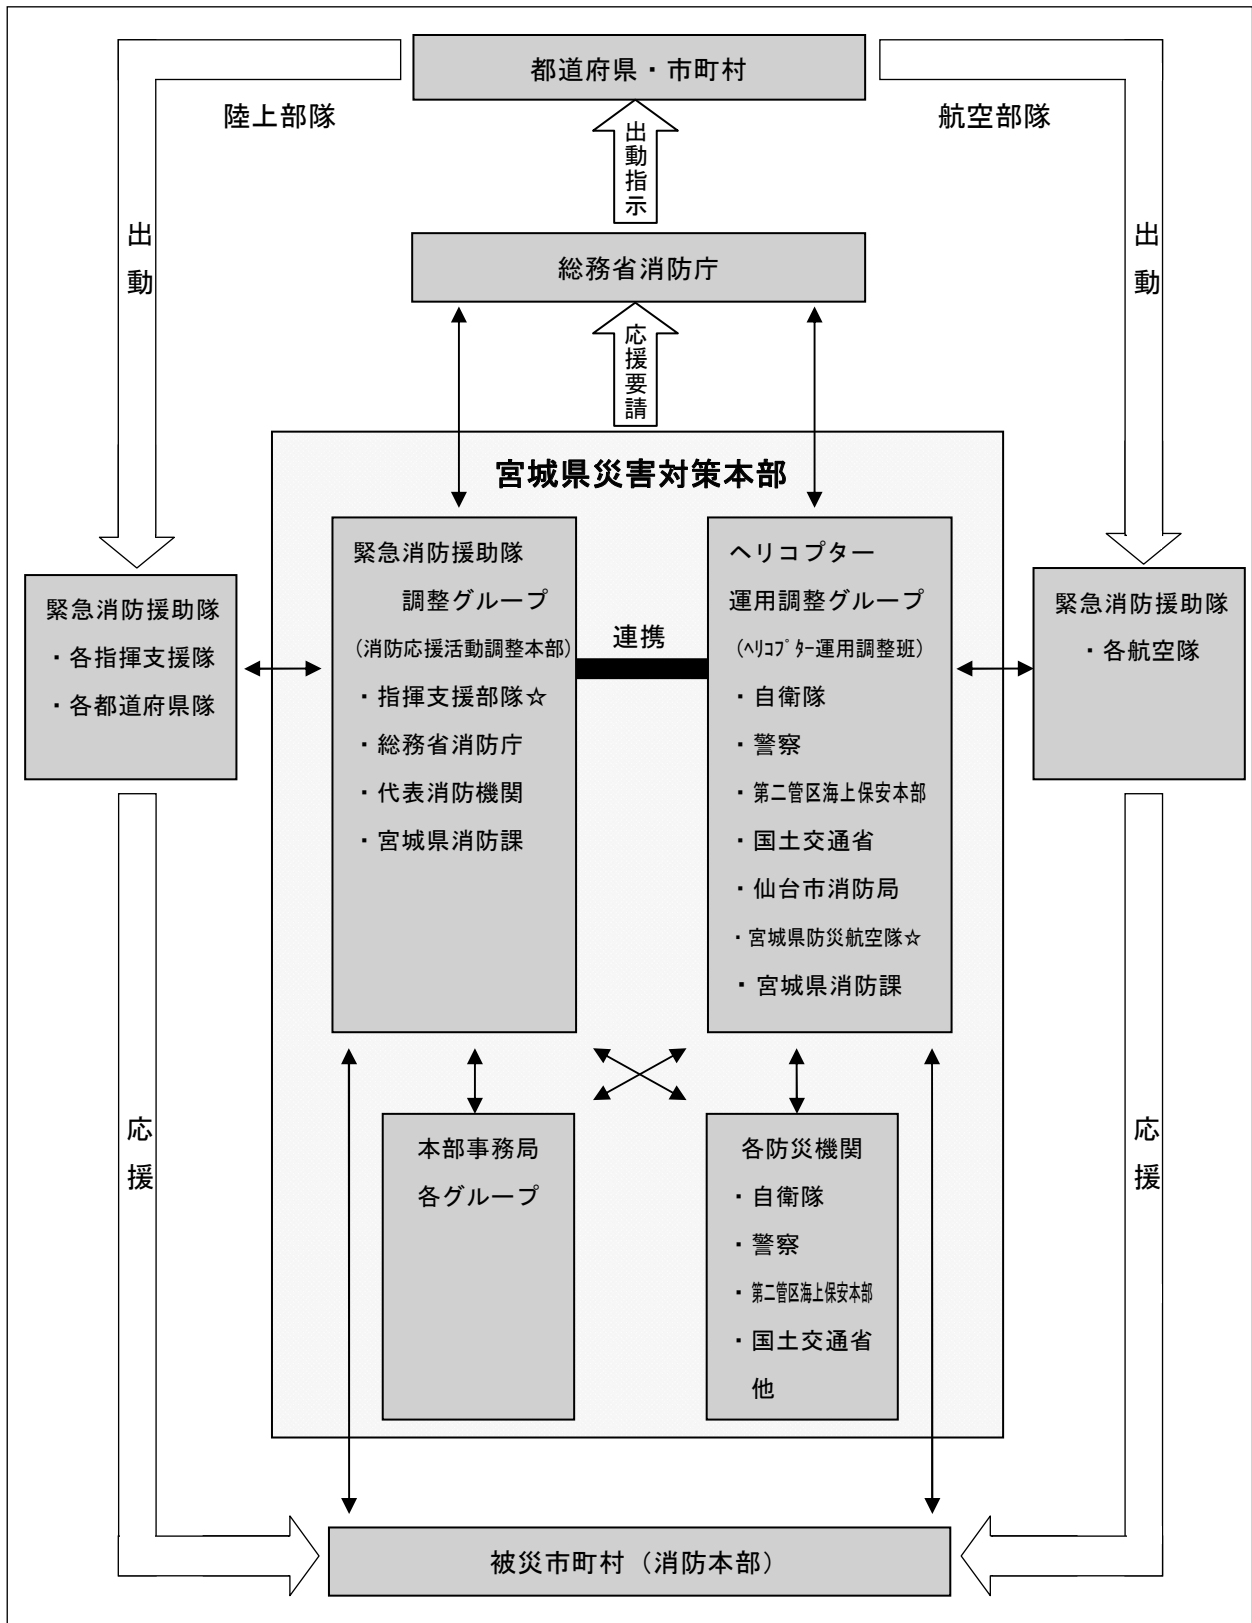 都道府県・市町村
陸上部隊
航空部隊
出動指示
出動
出動
総務省消防庁
応援要請
宮城県災害対策本部
緊急消防援助隊
調整グループ
（消防応援活動調整本部）
・指揮支援部隊☆
・総務省消防庁
・代表消防機関
・宮城県消防課
連携
ヘリコプター
運用調整グループ
（ﾍﾘｺﾌﾟﾀｰ運用調整班）
・自衛隊
・警察
・第二管区海上保安本部
・国土交通省
・仙台市消防局
・宮城県防災航空隊☆
・宮城県消防課
緊急消防援助隊
・各指揮支援隊
・各都道府県隊
緊急消防援助隊
・各航空隊
応援
応援
本部事務局
各グループ
各防災機関
・自衛隊
・警察
・第二管区海上保安本部
・国土交通省
他
被災市町村（消防本部）